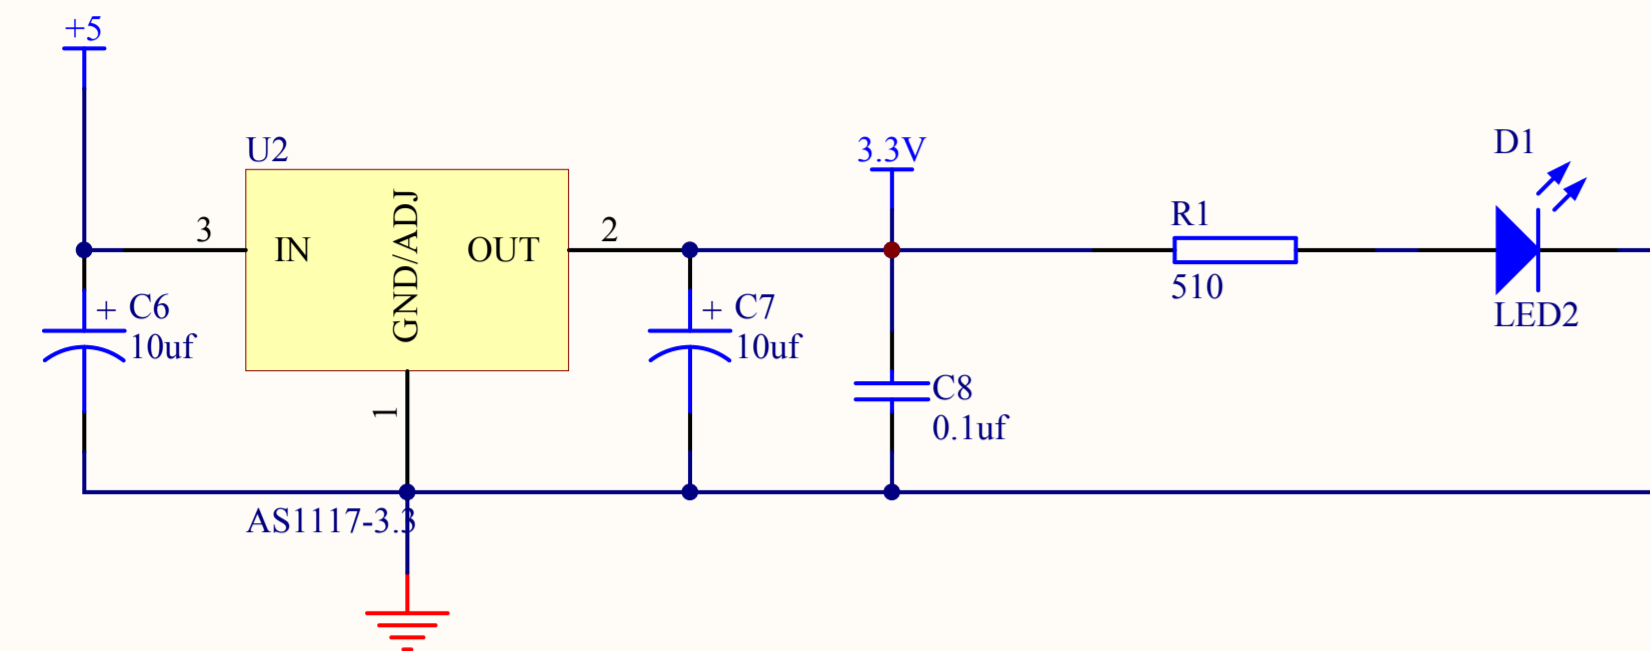 +5
U2
3
IN
GND/ADJ
OUT
2
1
AS1117-3.3
+ C6
10uf
+ C7
10uf
3.3V
C8
0.1uf
R1
510
D1
LED2